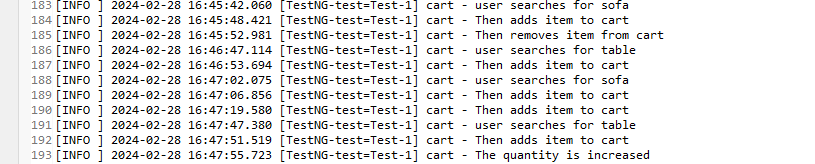 183 [INFO ] 2024-02-28 16:45:42.060 [TestNG-test=Test-1] cart - user searches for sofa
184 [INFO ] 2024-02-28 16:45:48.421 [TestNG-test=Test-1] cart - Then adds item to cart
185 [INFO ] 2024-02-28 16:45:52.981 [TestNG-test=Test-1] cart - Then removes item from cart
186 [INFO ] 2024-02-28 16:46:47.114 [TestNG-test=Test-1] cart - user searches for table
187 [INFO ] 2024-02-28 16:46:53.694 [TestNG-test=Test-1] cart - Then adds item to cart
188 [INFO ] 2024-02-28 16:47:02.075 [TestNG-test=Test-1] cart - user searches for sofa
189 [INFO ] 2024-02-28 16:47:06.856 [TestNG-test=Test-1] cart - Then adds item to cart
190 [INFO ] 2024-02-28 16:47:19.580 [TestNG-test=Test-1] cart - Then adds item to cart
191 [INFO ] 2024-02-28 16:47:47.380 [TestNG-test=Test-1] cart - user searches for table
192 [INFO ] 2024-02-28 16:47:51.519 [TestNG-test=Test-1] cart - Then adds item to cart
193 [INFO ] 2024-02-28 16:47:55.723 [TestNG-test=Test-1] cart - The quantity is increased